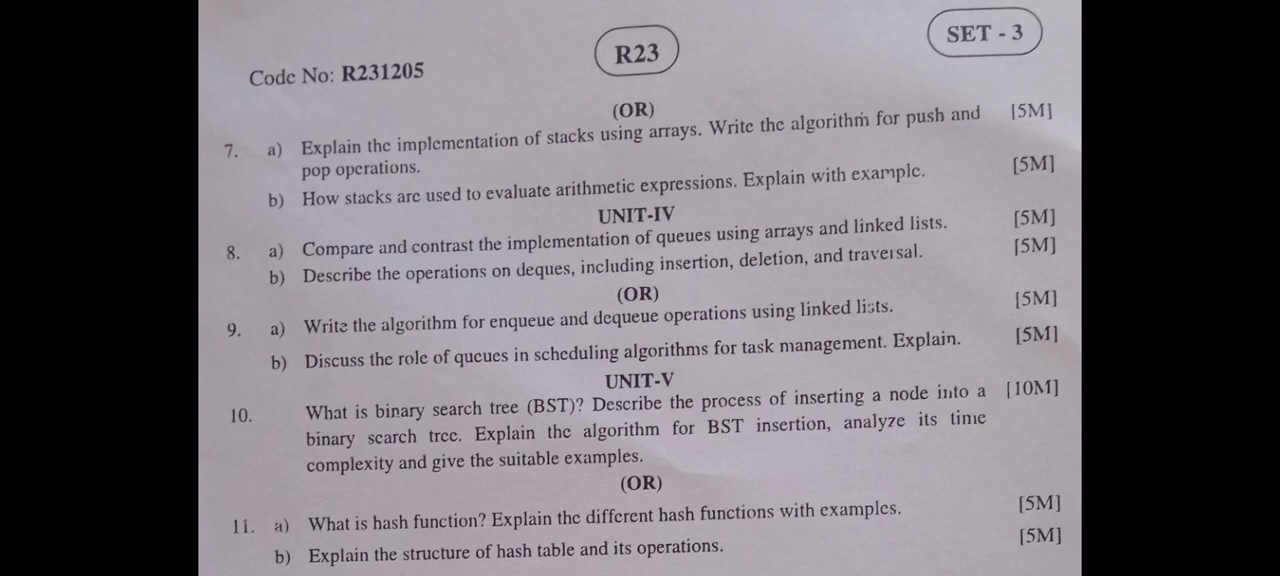 SET - 3
R23
Code No: R231205
(OR)
7. a) Explain the implementation of stacks using arrays. Write the algorithm for push and [5M]
pop operations.
b) How stacks are used to evaluate arithmetic expressions. Explain with example. [5M]
UNIT-IV
8. a) Compare and contrast the implementation of queues using arrays and linked lists. [5M]
b) Describe the operations on deques, including insertion, deletion, and traversal. [5M]
(OR)
9. a) Write the algorithm for enqueue and dequeue operations using linked lists. [5M]
b) Discuss the role of queues in scheduling algorithms for task management. Explain. [5M]
UNIT-V
10. What is binary search tree (BST)? Describe the process of inserting a node into a [10M]
binary search tree. Explain the algorithm for BST insertion, analyze its time
complexity and give the suitable examples.
(OR)
11. a) What is hash function? Explain the different hash functions with examples. [5M]
b) Explain the structure of hash table and its operations. [5M]